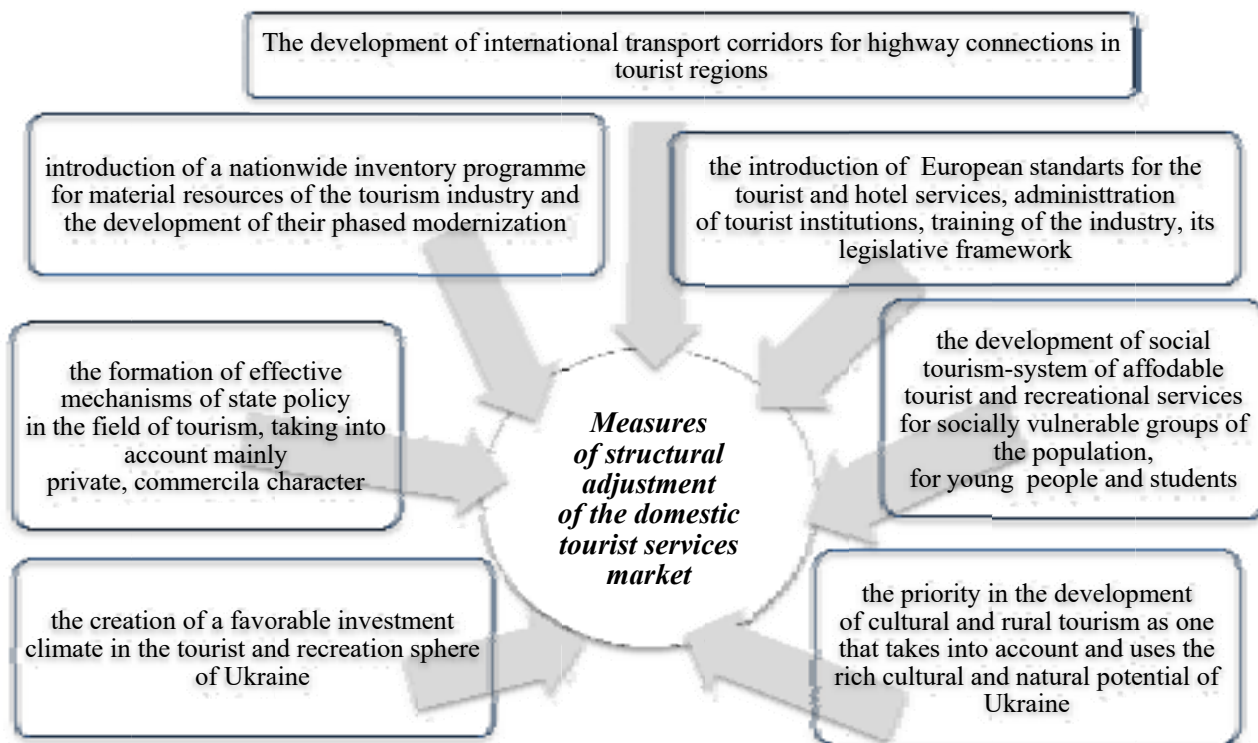 The development of international transport corridors for highway connections in
tourist regions
introduction of a nationwide inventory programme
for material resources of the tourism industry and
the development of their phased modernization
the introduction of European standarts for the
tourist and hotel services, administtration
of tourist institutions, training of the industry, its
legislative framework
the formation of effective
mechanisms of state policy
in the field of tourism, taking into
account mainly
private, commercila character
the development of social
tourism-system of affodable
tourist and recreational services
for socially vulnerable groups of
the population,
for young people and students
Measures
of structural
adjustment
of the domestic
tourist services
market
the creation of a favorable investment
climate in the tourist and recreation sphere
of Ukraine
the priority in the development
of cultural and rural tourism as one
that takes into account and uses the
rich cultural and natural potential of
Ukraine